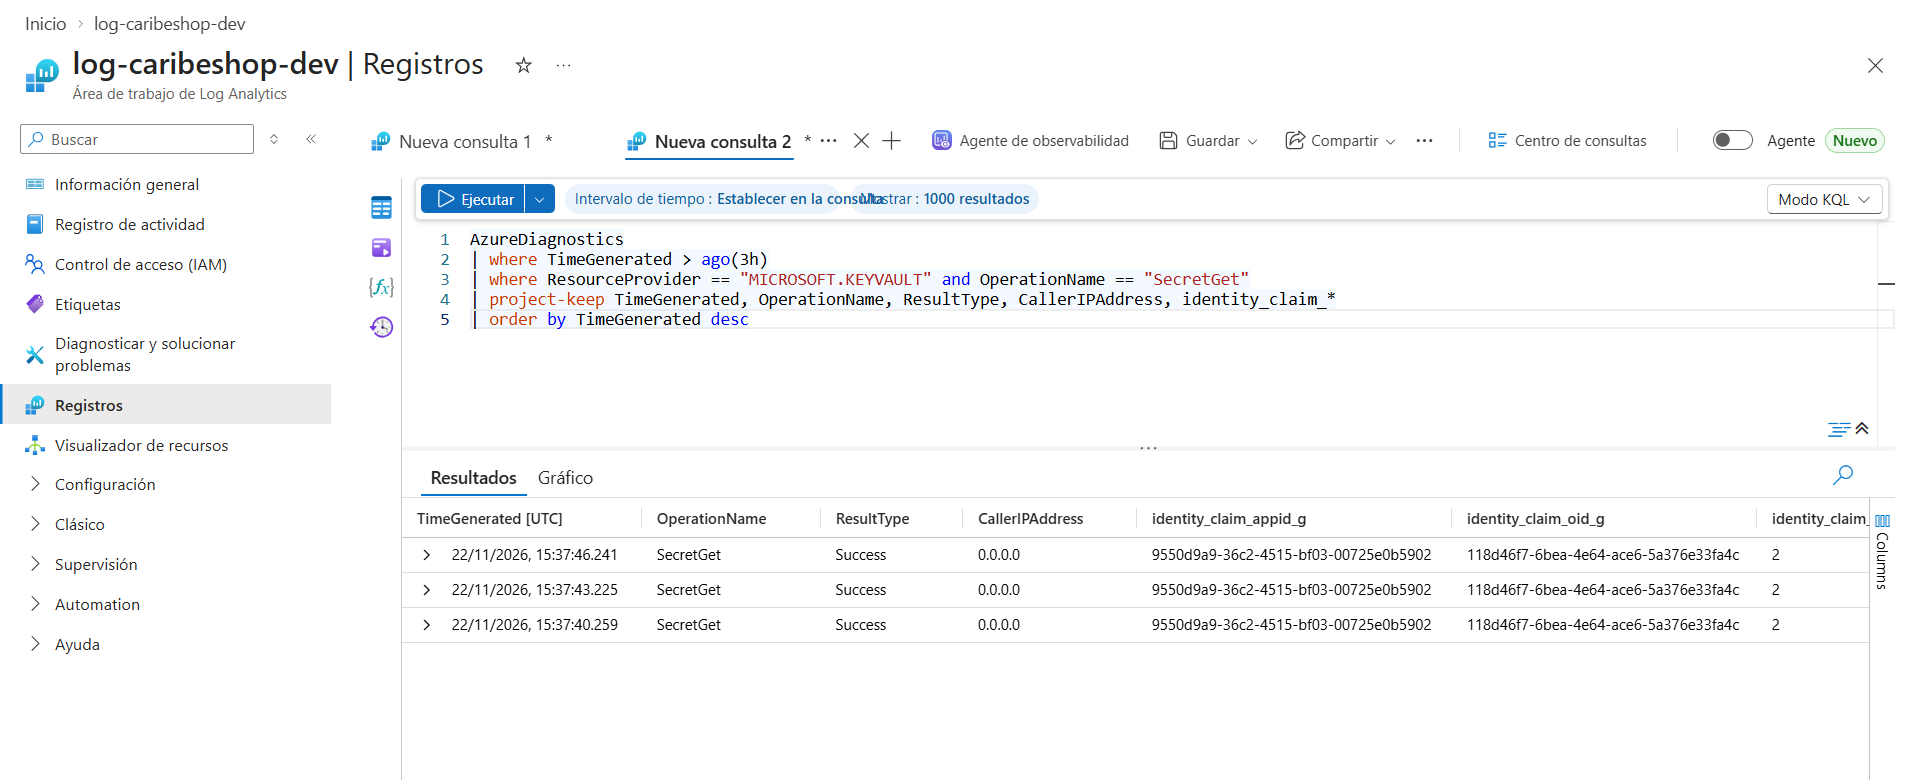 Inicio > log-caribeshop-dev
log-caribeshop-dev | Registros
Área de trabajo de Log Analytics
Buscar
Información general
Registro de actividad
Control de acceso (IAM)
Etiquetas
Diagnosticar y solucionar
problemas
Registros
Visualizador de recursos
Configuración
Clásico
Supervisión
Automation
Ayuda
Nueva consulta 1 *
Nueva consulta 2 *
Agente de observabilidad
Guardar
Compartir
Centro de consultas
Agente
Nuevo
Ejecutar
Intervalo de tiempo : Establecer en la consulta
Mostrar : 1000 resultados
Modo KQL
1 AzureDiagnostics
2 | where TimeGenerated > ago(3h)
3 | where ResourceProvider == "MICROSOFT.KEYVAULT" and OperationName == "SecretGet"
4 | project-keep TimeGenerated, OperationName, ResultType, CallerIPAddress, identity_claim_*
5 | order by TimeGenerated desc
Resultados Gráfico
TimeGenerated [UTC] OperationName ResultType CallerIPAddress identity_claim_appid_g identity_claim_oid_g identity_claim_
22/11/2026, 15:37:46.241 SecretGet Success 0.0.0.0 9550d9a9-36c2-4515-bf03-00725e0b5902 118d46f7-6bea-4e64-ace6-5a376e33fa4c 2
22/11/2026, 15:37:43.225 SecretGet Success 0.0.0.0 9550d9a9-36c2-4515-bf03-00725e0b5902 118d46f7-6bea-4e64-ace6-5a376e33fa4c 2
22/11/2026, 15:37:40.259 SecretGet Success 0.0.0.0 9550d9a9-36c2-4515-bf03-00725e0b5902 118d46f7-6bea-4e64-ace6-5a376e33fa4c 2
Columns